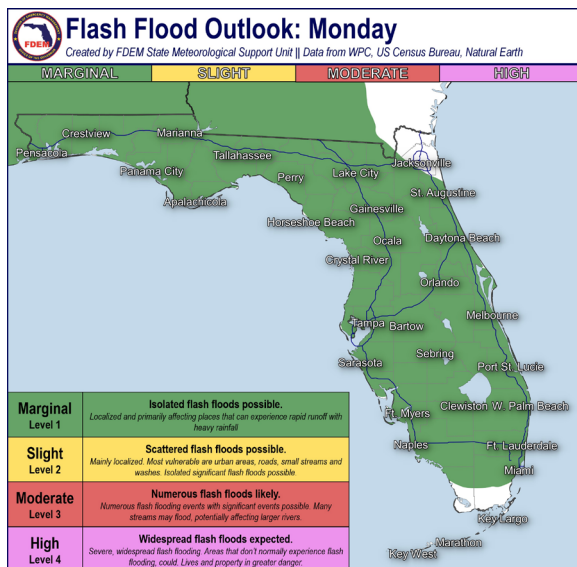 FDEM
Flash Flood Outlook: Monday
Created by FDEM State Meteorological Support Unit || Data from WPC, US Census Bureau, Natural Earth
MARGINAL SLIGHT MODERATE HIGH
Crestview
Marianna
Pensacola
Tallahassee
Jacksonville
Panama City
Perry
Lake City
Apalachicola
St. Augustine
Gainesville
Horseshoe Beach
Ocala
Daytona Beach
Crystal River
Orlando
Melbourne
Tampa
Bartow
Sebring
Sarasota
Port St. Lucie
Ft. Myers
Clewiston W. Palm Beach
Naples
Ft. Lauderdale
Miami
Key Largo
Marathon
Key West
Marginal
Level 1
Isolated flash floods possible.
Localized and primarily affecting places that can experience rapid runoff with
heavy rainfall
Slight
Level 2
Scattered flash floods possible.
Mainly localized. Most vulnerable are urban areas, roads, small streams and
washes. Isolated significant flash floods possible.
Moderate
Level 3
Numerous flash floods likely.
Numerous flash flooding events with significant events possible. Many
streams may flood, potentially affecting larger rivers.
High
Level 4
Widespread flash floods expected.
Severe, widespread flash flooding. Areas that don't normally experience flash
flooding, could. Lives and property in greater danger.